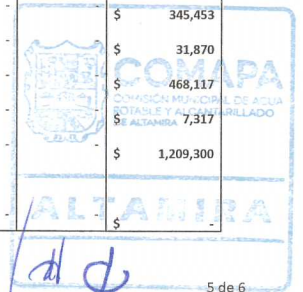 - - $ 345,453
- - $ 31,870
COMAPA
- - $ 468,117
COMISIÓN MUNICIPAL DE AGUA
POTABLE Y ALCANTARILLADO
DE ALTAMIRA
- - $ 7,317
- - $ 1,209,300
ALTAMIRA
- - $ -
5 de 6